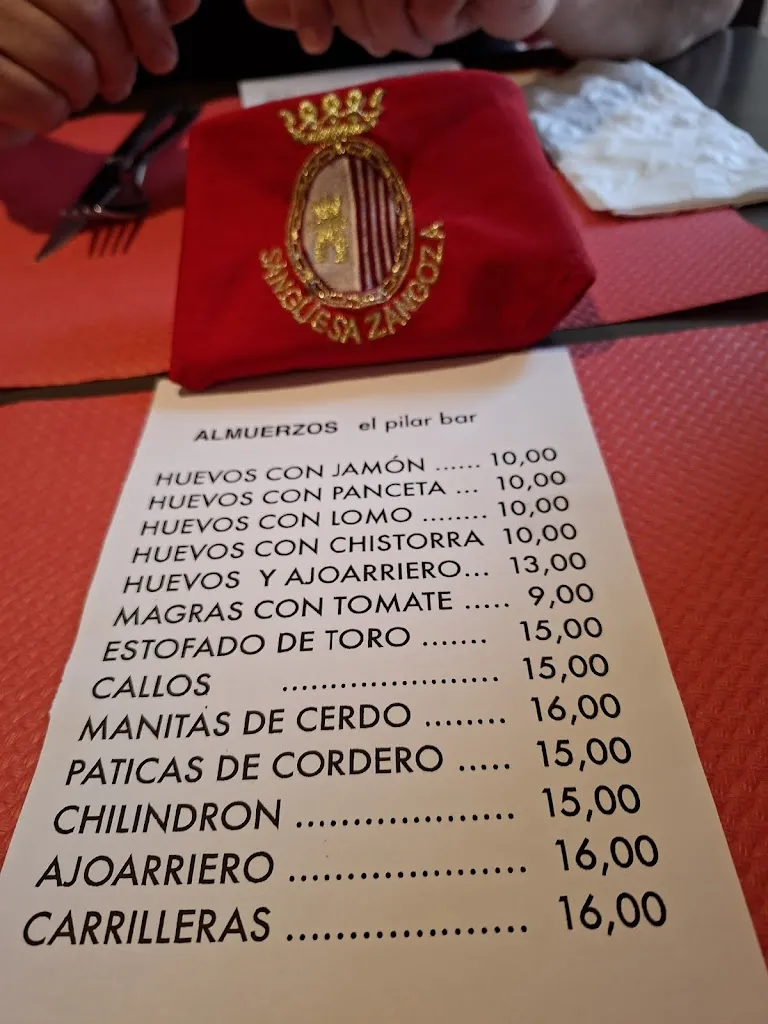 SANGÜESA ZANGOZA
ALMUERZOS el pilar bar
HUEVOS CON JAMÓN ...... 10,00
HUEVOS CON PANCETA ... 10,00
HUEVOS CON LOMO ........ 10,00
HUEVOS CON CHISTORRA 10,00
HUEVOS Y AJOARRIERO... 13,00
MAGRAS CON TOMATE ..... 9,00
ESTOFADO DE TORO ....... 15,00
CALLOS ....................... 15,00
MANITAS DE CERDO ........ 16,00
PATICAS DE CORDERO ..... 15,00
CHILINDRON .................... 15,00
AJOARRIERO ..................... 16,00
CARRILLERAS .................... 16,00